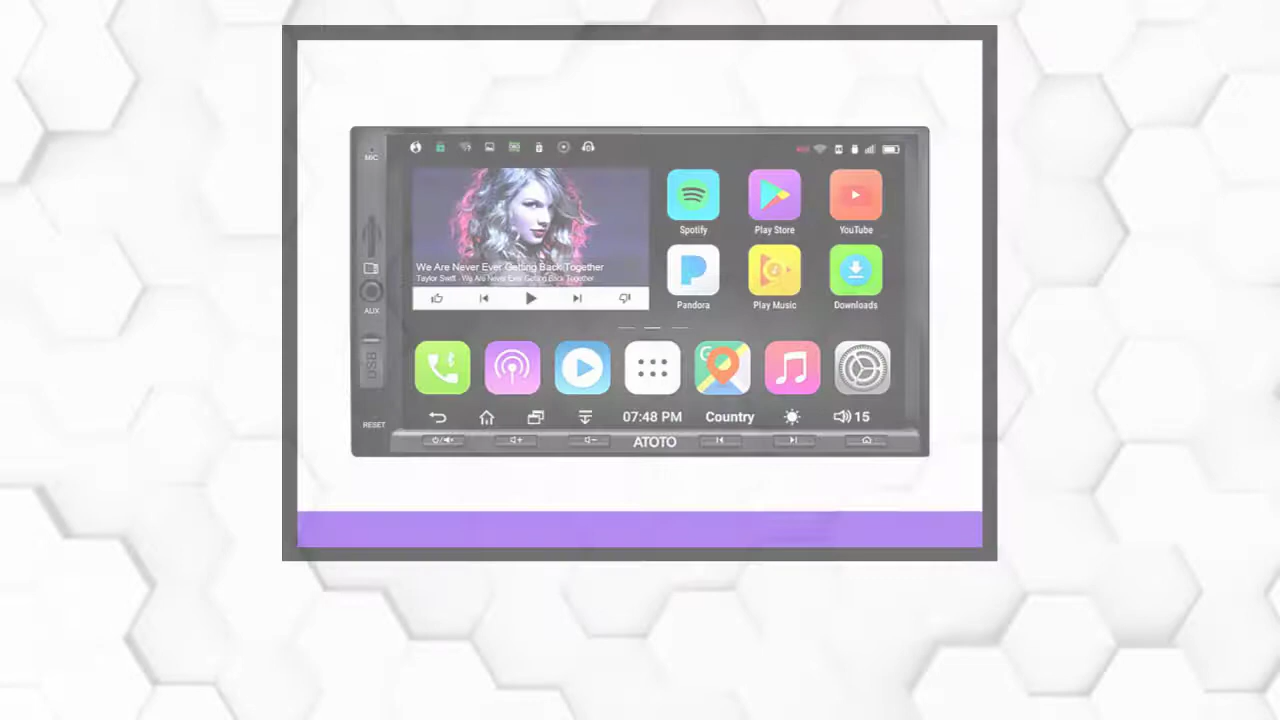 MIC
AUX
USB
RESET
We Are Never Ever Getting Back Together
Taylor Swift - We Are Never Ever Getting Back Together
Spotify
Play Store
YouTube
Pandora
Play Music
Downloads
07:48 PM
Country
15
ATOTO